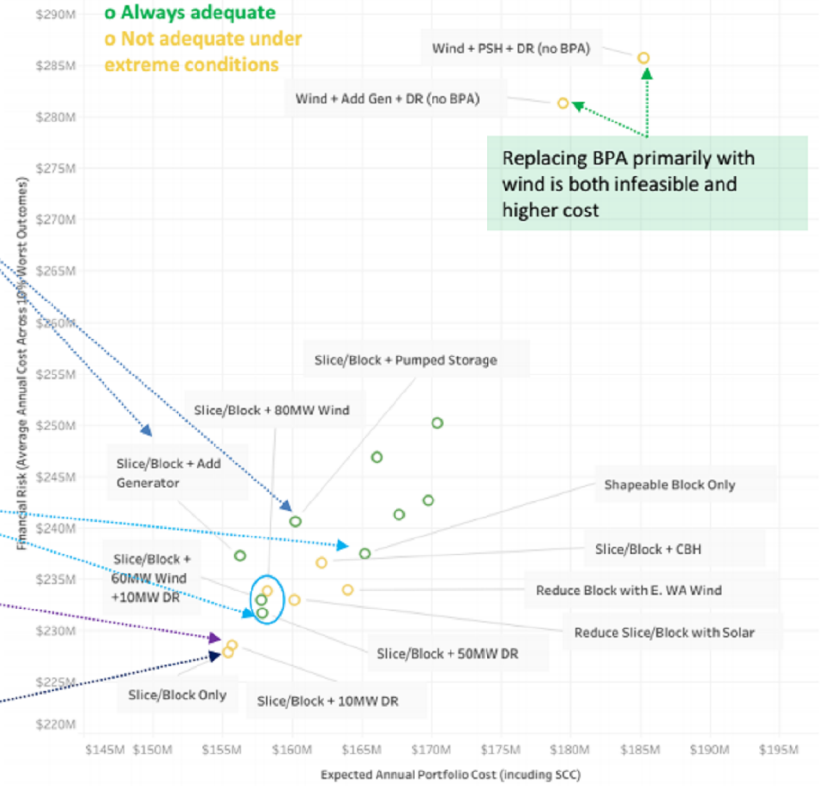 o Always adequate
o Not adequate under
extreme conditions
$290M
$285M
$280M
$275M
$270M
$265M
$260M
$255M
$250M
$245M
$240M
$235M
$230M
$225M
$220M
Financial Risk (Average Annual Cost Across 10% Worst Outcomes)
Wind + PSH + DR (no BPA)
Wind + Add Gen + DR (no BPA)
Replacing BPA primarily with
wind is both infeasible and
higher cost
Slice/Block + Pumped Storage
Slice/Block + 80MW Wind
Slice/Block + Add
Generator
Shapeable Block Only
Slice/Block + CBH
Slice/Block +
60MW Wind
+10MW DR
Reduce Block with E. WA Wind
Reduce Slice/Block with Solar
Slice/Block + 50MW DR
Slice/Block Only
Slice/Block + 10MW DR
$145M $150M $155M $160M $165M $170M $175M $180M $185M $190M $195M
Expected Annual Portfolio Cost (incuding SCC)